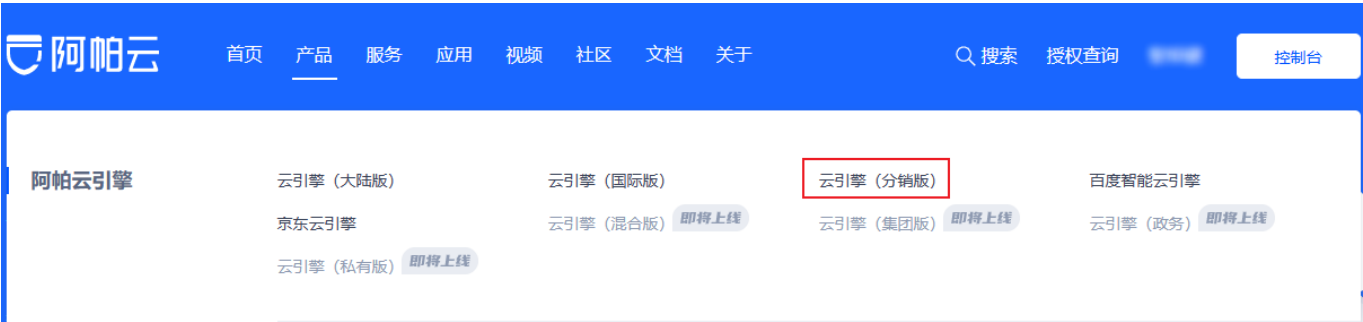 阿帕云 首页 产品 服务 应用 视频 社区 文档 关于 搜索 授权查询 控制台
阿帕云引擎 云引擎（大陆版） 云引擎（国际版） 云引擎（分销版） 百度智能云引擎
京东云引擎 云引擎（混合版） 即将上线 云引擎（集团版） 即将上线 云引擎（政务） 即将上线
云引擎（私有版） 即将上线